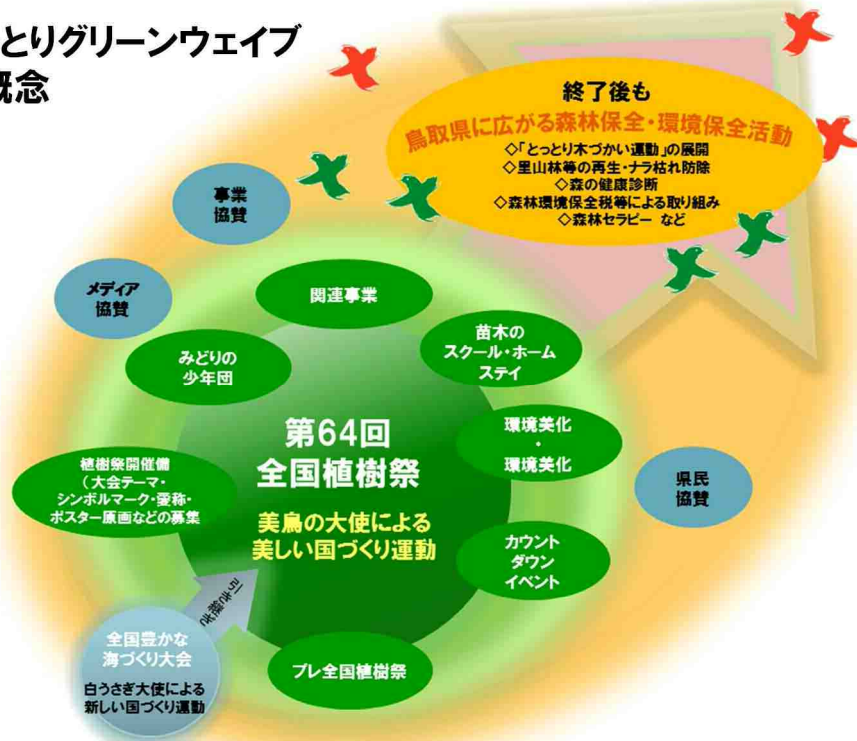 とりグリーンウェイブ
概念
終了後も
鳥取県に広がる森林保全・環境保全活動
◇「とっとり木づかい運動」の展開
◇里山林等の再生・ナラ枯れ防除
◇森の健康診断
◇森林環境保全税等による取り組み
◇森林セラピー など
事業
協賛
メディア
協賛
関連事業
苗木の
スクール・ホーム
ステイ
みどりの
少年団
環境美化
・
環境美化
第64回
全国植樹祭
美鳥の大使による
美しい国づくり運動
植樹祭開催備
(大会テーマ・
シンボルマーク・愛称・
ポスター原画などの募集
県民
協賛
カウント
ダウン
イベント
引き継ぎ
全国豊かな
海づくり大会
白うさぎ大使による
新しい国づくり運動
プレ全国植樹祭